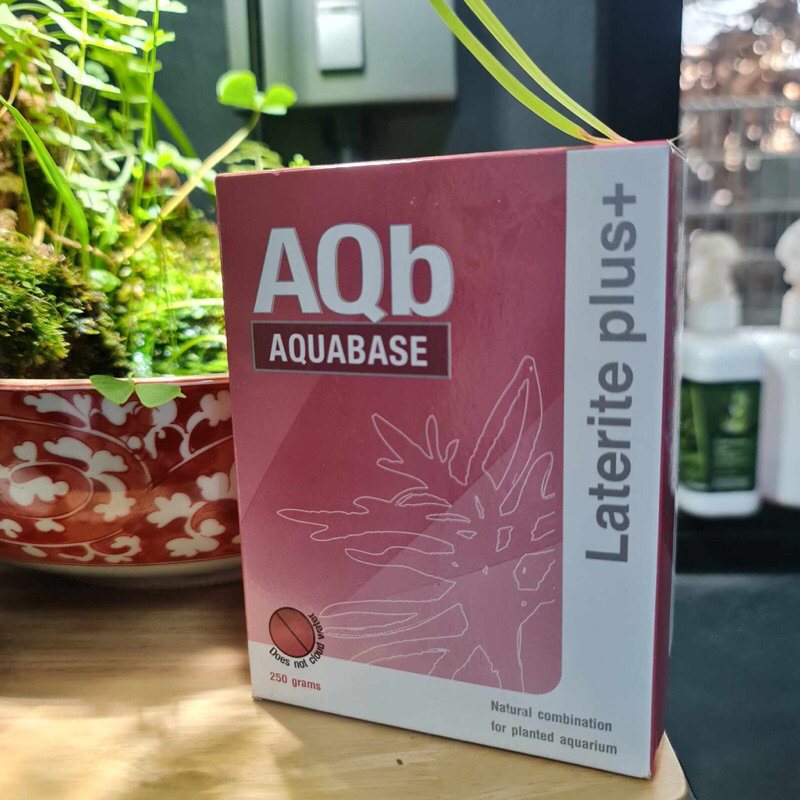 AQb
AQUABASE
Laterite plus+
Does not cloud water
250 grams
Natural combination
for planted aquarium